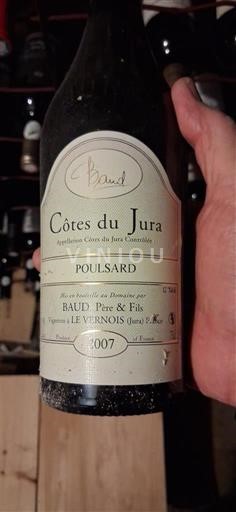 Baud
Côtes du Jura
Appellation Côtes du Jura Contrôlée
VINIOU
POULSARD
Mis en bouteille au Domaine par
BAUD Père & Fils
Vignerons à LE VERNOIS (Jura) France
Product of France
2007